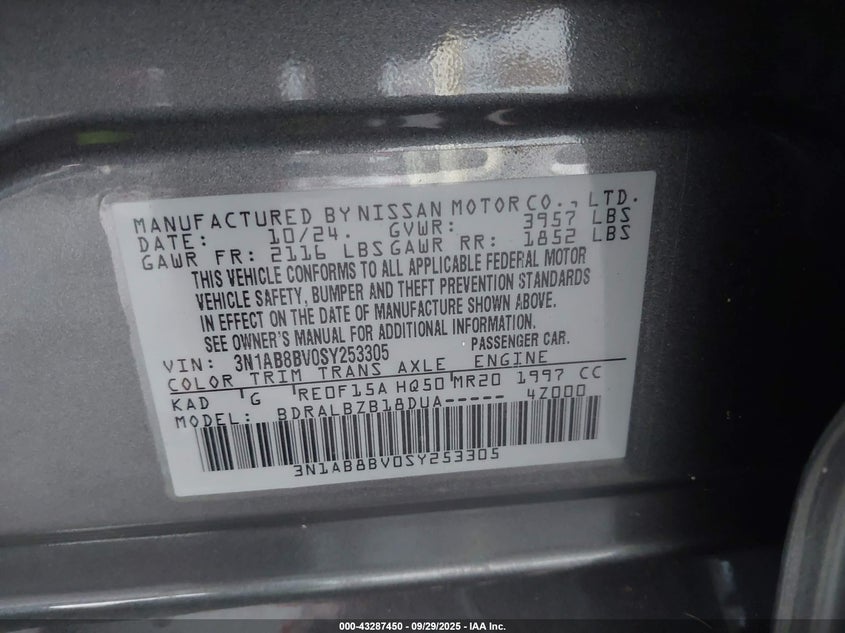 MANUFACTURED BY NISSAN MOTOR CO., LTD.
DATE: 10/24. GVWR: 3957 LBS
GAWR FR: 2116 LBS GAWR RR: 1852 LBS
THIS VEHICLE CONFORMS TO ALL APPLICABLE FEDERAL MOTOR
VEHICLE SAFETY, BUMPER AND THEFT PREVENTION STANDARDS
IN EFFECT ON THE DATE OF MANUFACTURE SHOWN ABOVE.
SEE OWNER'S MANUAL FOR ADDITIONAL INFORMATION.
VIN: 3N1AB8BV0SY253305 PASSENGER CAR.
COLOR TRIM TRANS AXLE ENGINE
KAD G RE0F15A HQ50 MR20 1997 CC
MODEL: BDRALBZB18DUA----- 4Z000
3N1AB8BV0SY253305
000-43287450 | 09/29/2025 - IAA Inc.